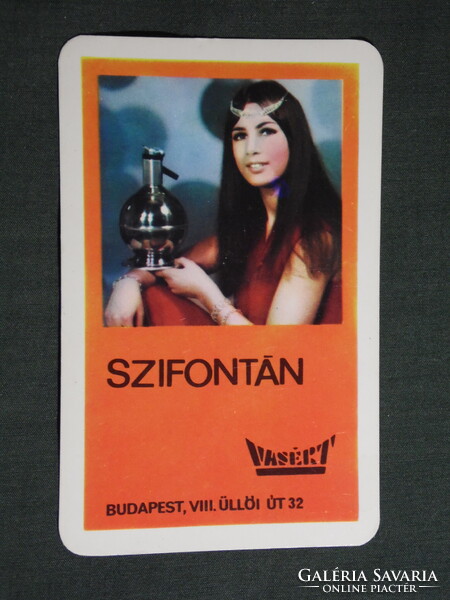 SZIFONTÁN
VASÉRT
BUDAPEST, VIII. ÜLLŐI ÚT 32
GALÉRIA SAVARIA
ONLINE PIACTÉR